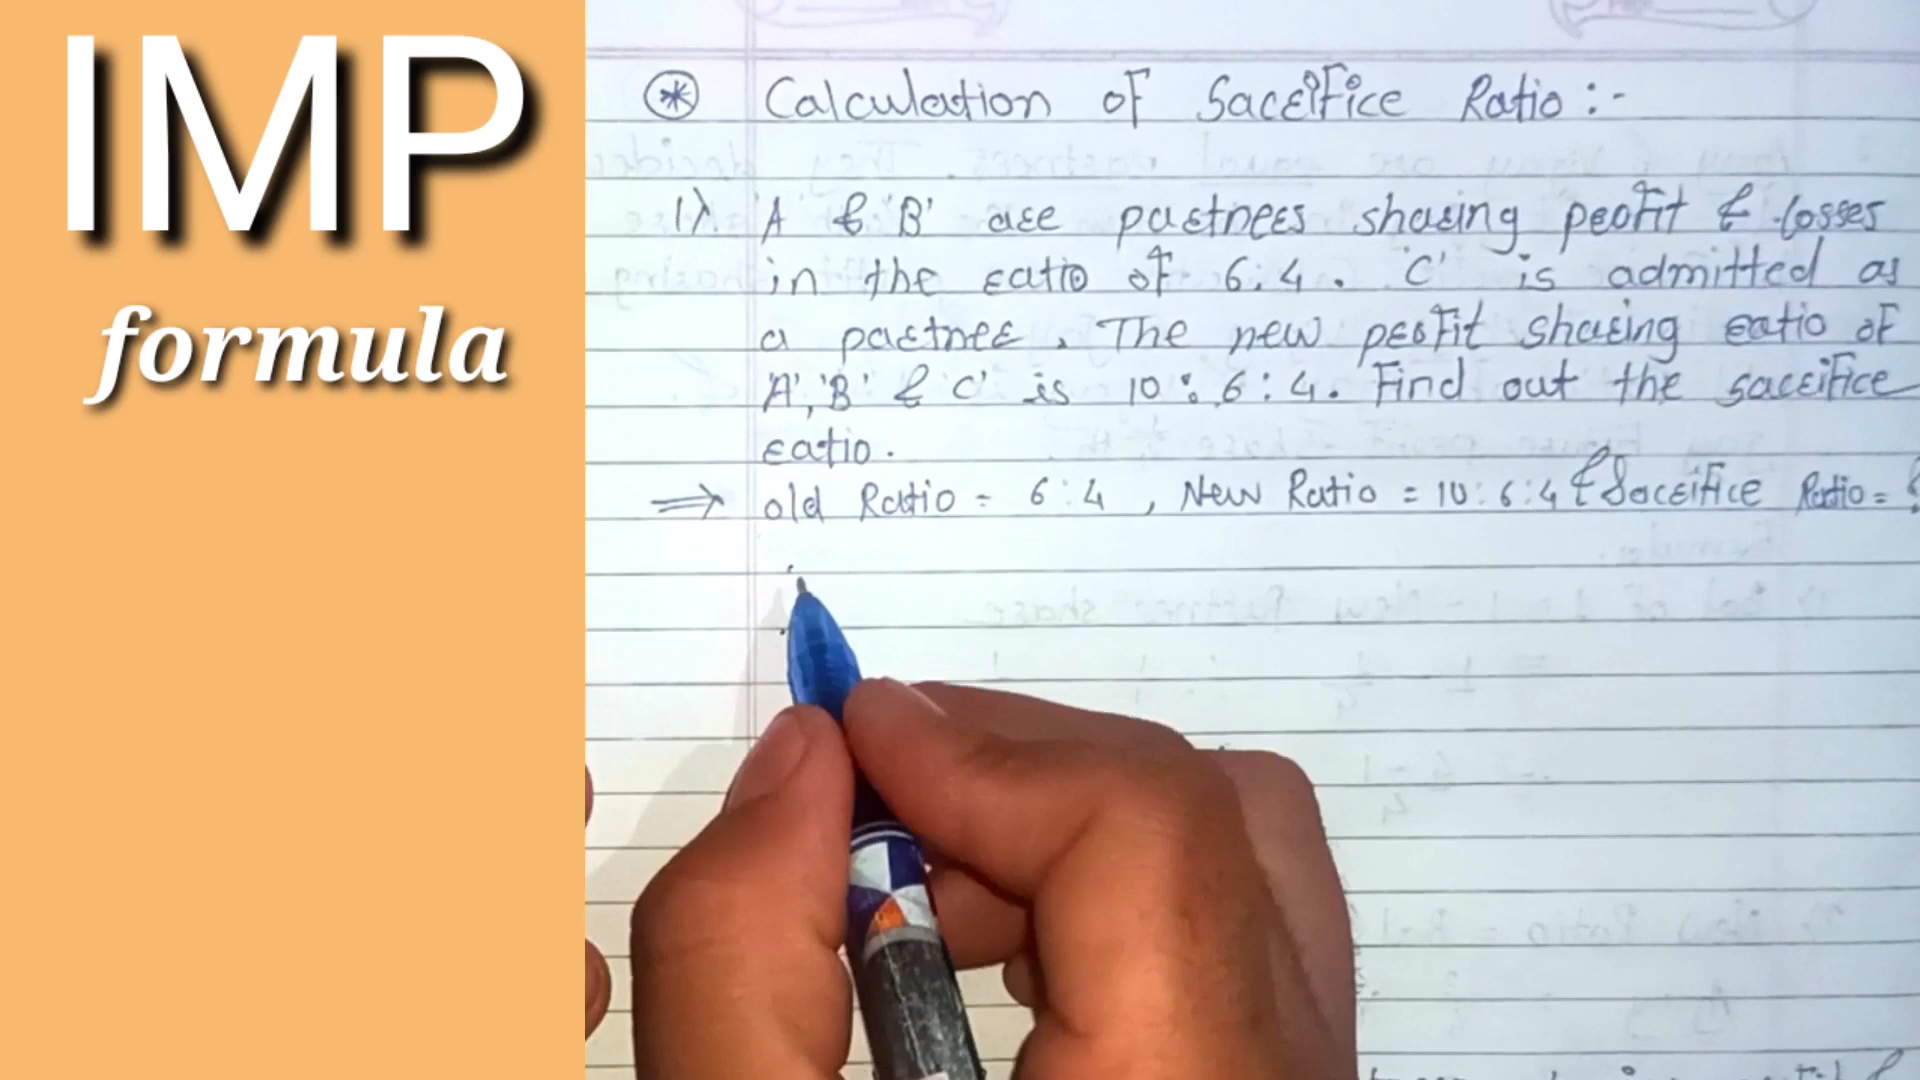 IMP
formula
* Calculation of Sacrifice Ratio :-
1) 'A' & 'B' are partners sharing profit & losses
in the ratio of 6:4. 'C' is admitted as
a partner. The new profit sharing ratio of
'A', 'B' & 'C' is 10:6:4. Find out the sacrifice
ratio.
⇒ old Ratio = 6:4, New Ratio = 10:6:4 & Sacrifice Ratio = ?